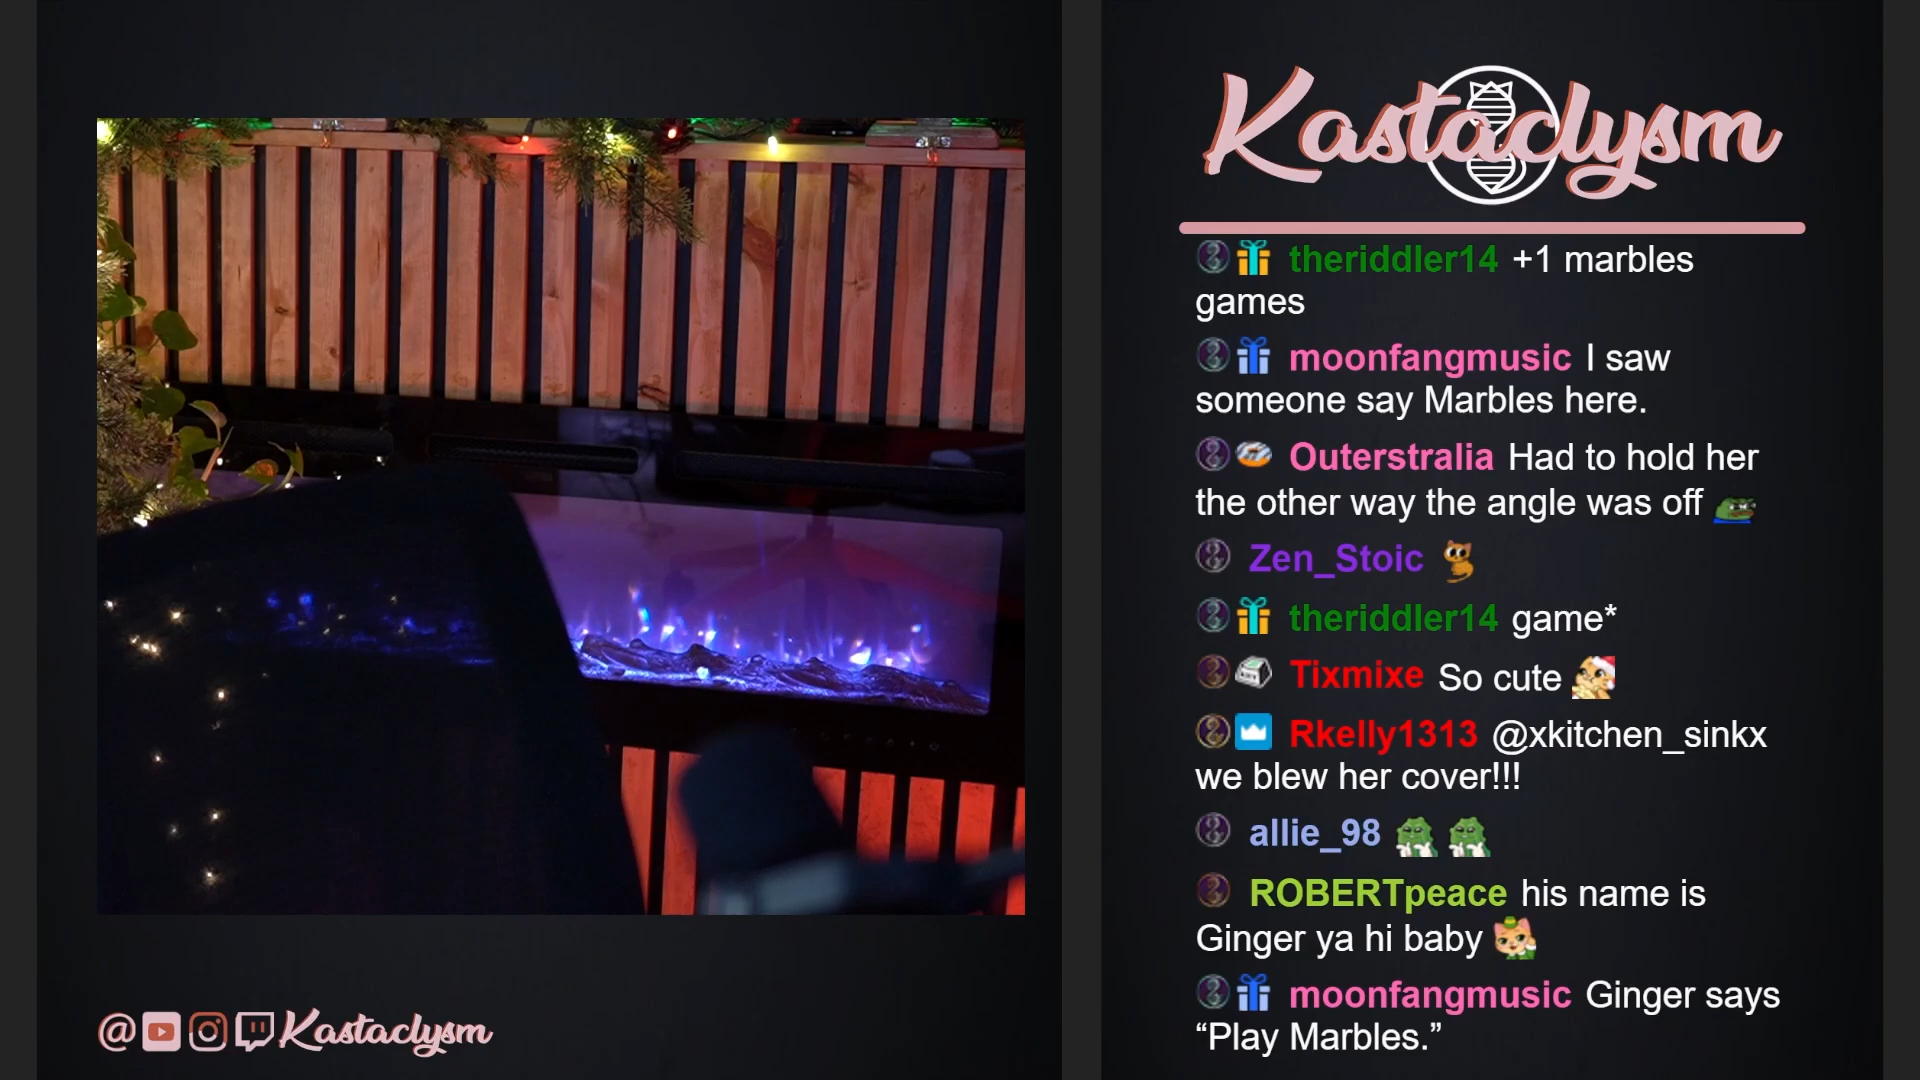 Kastaclysm
theriddler14 +1 marbles
games
moonfangmusic I saw
someone say Marbles here.
Outerstralia Had to hold her
the other way the angle was off
Zen_Stoic
theriddler14 game*
Tixmixe So cute
Rkelly1313 @xkitchen_sinkx
we blew her cover!!!
allie_98
ROBERTpeace his name is
Ginger ya hi baby
moonfangmusic Ginger says
“Play Marbles.”
@ Kastaclysm